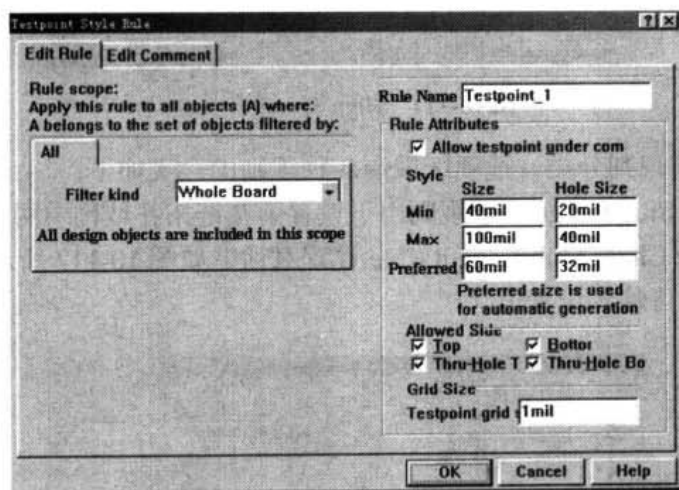 Testpoint Style Rule
Edit Rule
Edit Comment
Rule scope:
Apply this rule to all objects (A) where:
A belongs to the set of objects filtered by:
All
Filter kind
Whole Board
All design objects are included in this scope
Rule Name
Testpoint_1
Rule Attributes
Allow testpoint under com
Style
Size
Hole Size
Min
40mil
20mil
Max
100mil
40mil
Preferred
60mil
32mil
Preferred size is used
for automatic generation
Allowed Side
Top
Bottor
Thru-Hole T
Thru-Hole Bo
Grid Size
Testpoint grid s
1mil
OK
Cancel
Help